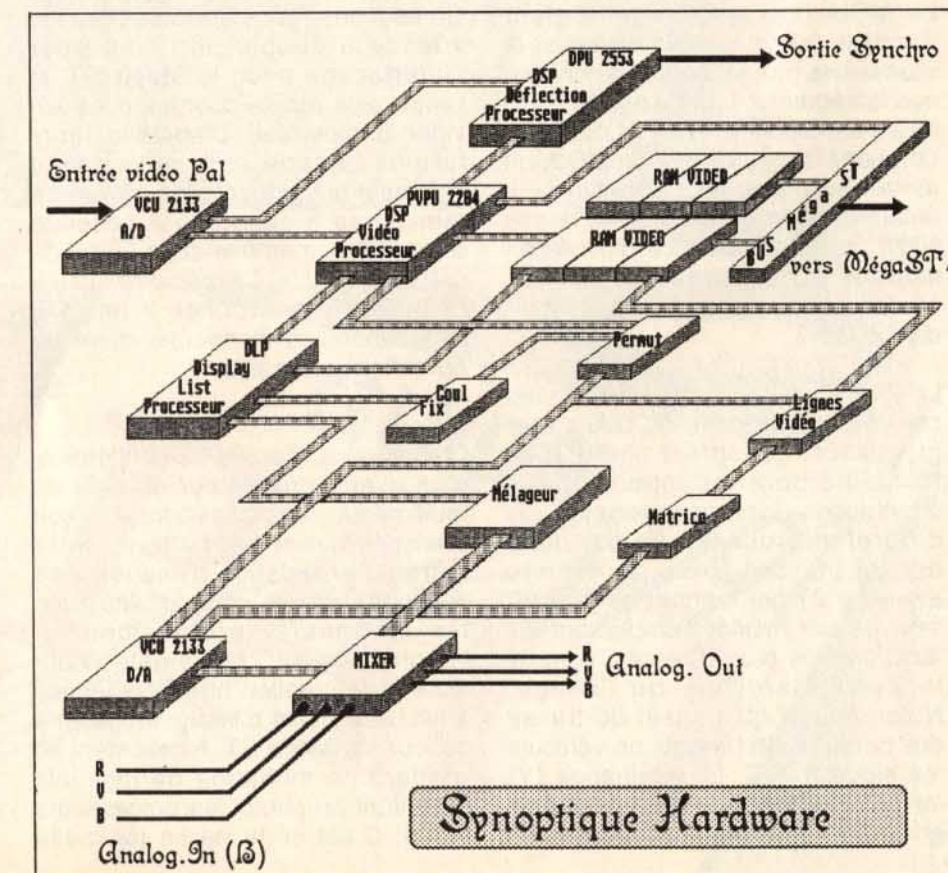 DPU 2553
DSP
Déflection
Processeur
Sortie Synchro
Entrée vidéo Pal
VCU 2133
A/D
PVPU 2204
DSP
Vidéo
Processeur
RAM VIDEO
RAM VIDEO
BUS Méga ST
vers MégaST.
DLP
Display
List
Processeur
Coul
Fix
Permut
Lignes
Vidéo
Mélageur
Matrice
VCU 2133
D/A
MIXER
R
V
B
Analog. Out
R
V
B
Analog.In (B)
Synoptique Hardware